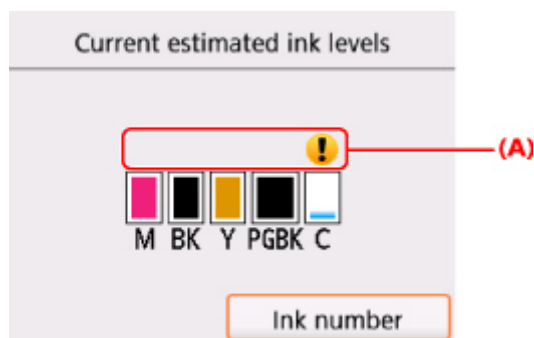 Current estimated ink levels
!
(A)
M BK Y PGBK C
Ink number